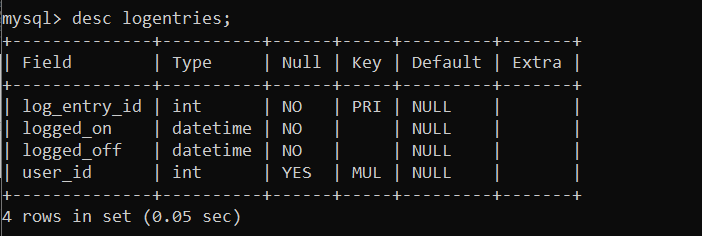 mysql> desc logentries;
+--------------+----------+------+-----+---------+-------+
| Field        | Type     | Null | Key | Default | Extra |
+--------------+----------+------+-----+---------+-------+
| log_entry_id | int      | NO   | PRI | NULL    |       |
| logged_on    | datetime | NO   |     | NULL    |       |
| logged_off   | datetime | NO   |     | NULL    |       |
| user_id      | int      | YES  | MUL | NULL    |       |
+--------------+----------+------+-----+---------+-------+
4 rows in set (0.05 sec)